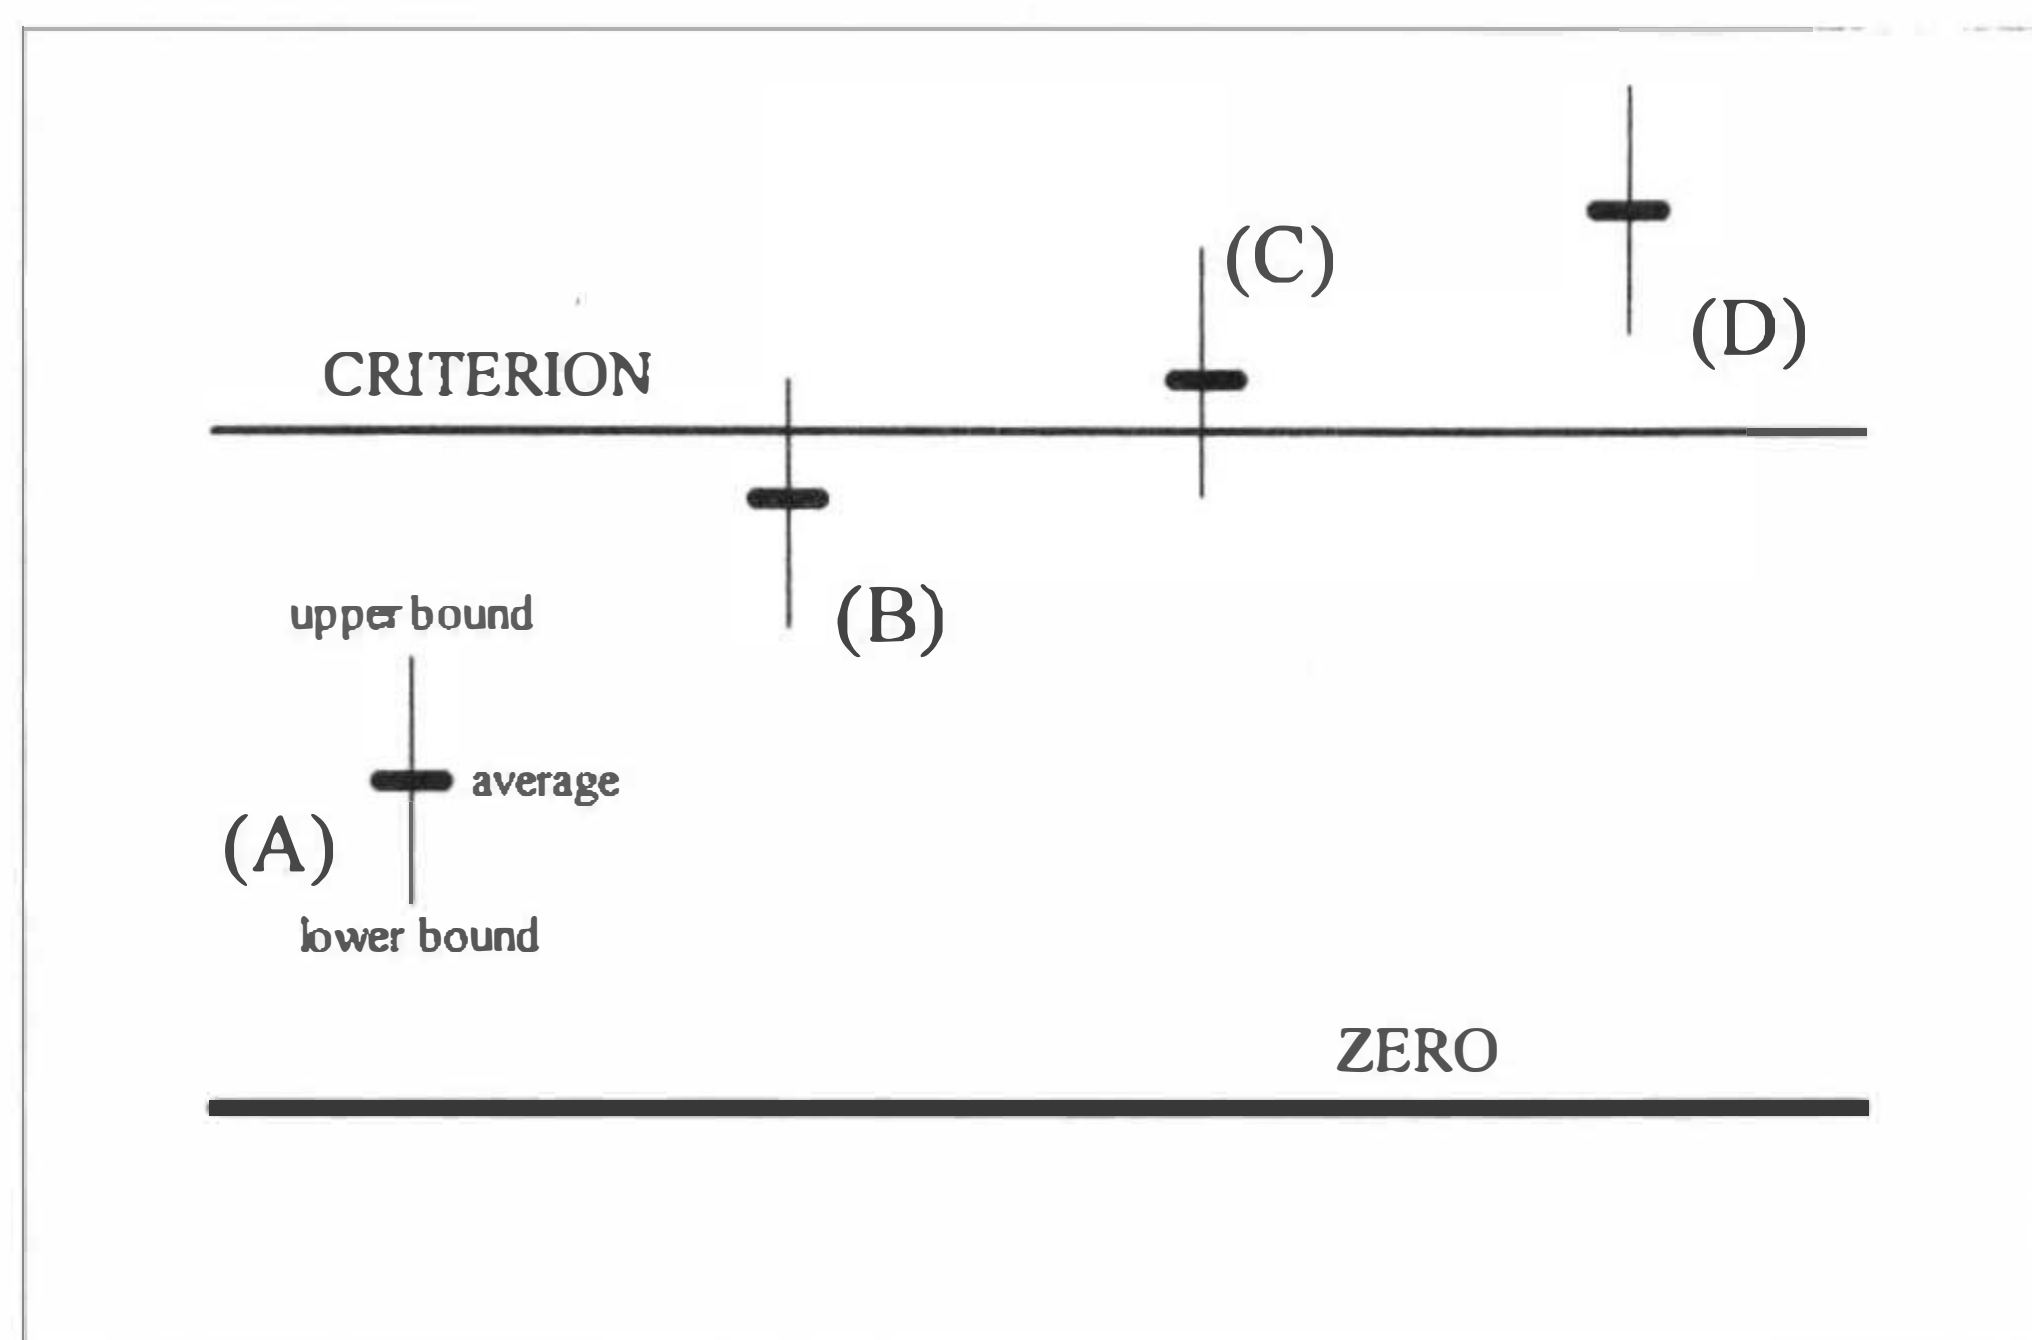 (C)
(D)
CRITERION
(B)
upper bound
average
(A)
lower bound
ZERO